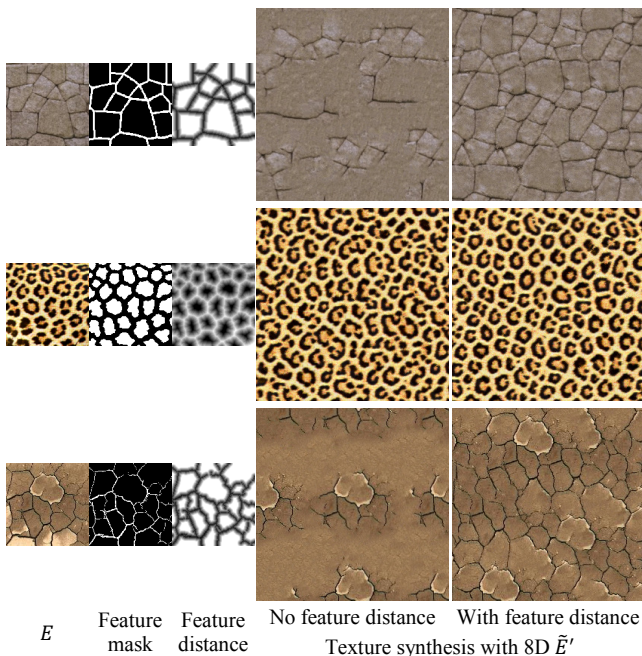 E
Feature mask
Feature distance
No feature distance
With feature distance
Texture synthesis with 8D Ẽ′